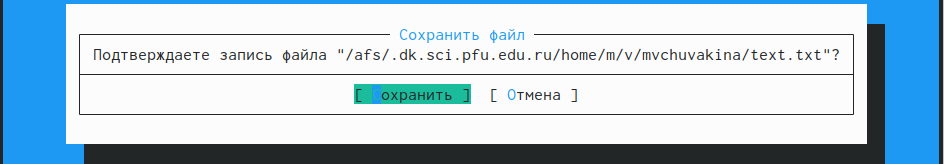 Сохранить файл
Подтверждаете запись файла "/afs/.dk.sci.pfu.edu.ru/home/m/v/mvchuvakina/text.txt"?
[ Сохранить ] [ Отмена ]